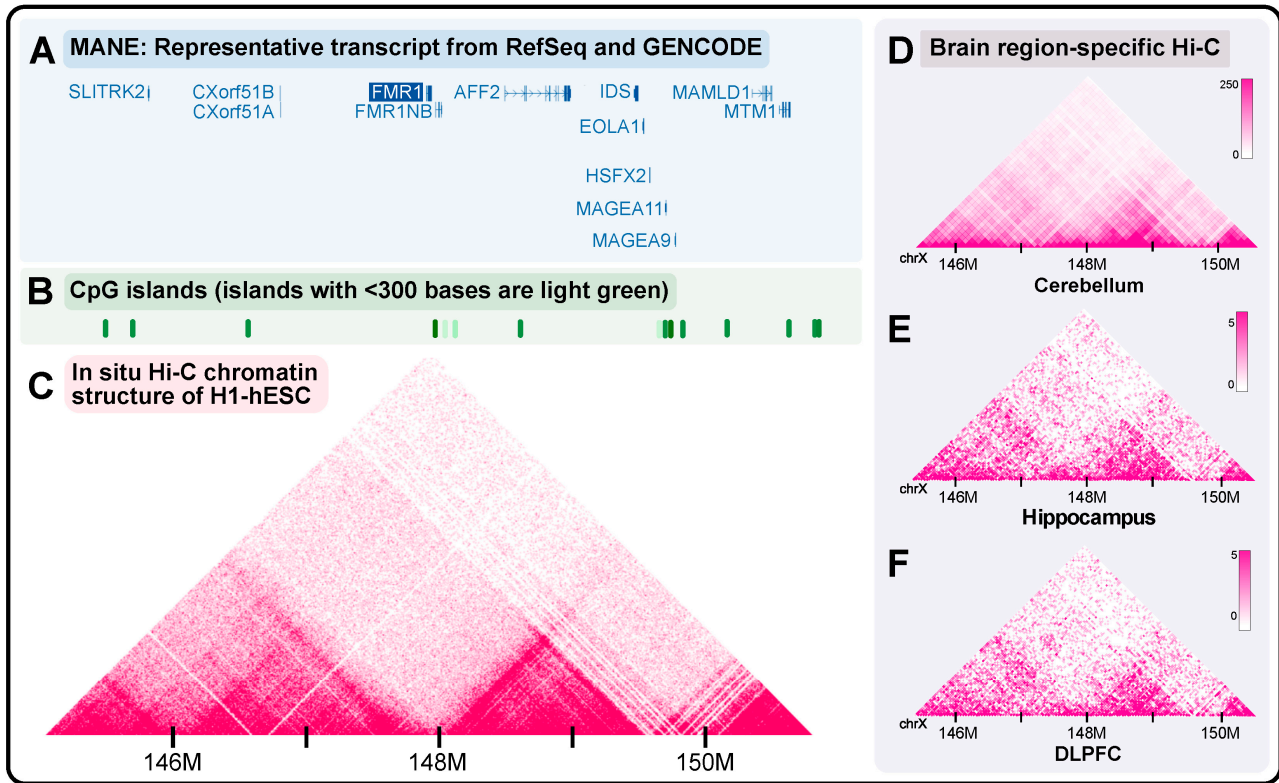 A
MANE: Representative transcript from RefSeq and GENCODE
SLITRK2
CXorf51B
FMR1
AFF2
IDS
MAMLD1
CXorf51A
FMR1NB
MTM1
EOLA1
HSFX2
MAGEA11
MAGEA9
B
CpG islands (islands with <300 bases are light green)
C
In situ Hi-C chromatin
structure of H1-hESC
146M
148M
150M
D
Brain region-specific Hi-C
250
0
chrX
146M
148M
150M
Cerebellum
E
5
0
chrX
146M
148M
150M
Hippocampus
F
5
0
chrX
146M
148M
150M
DLPFC